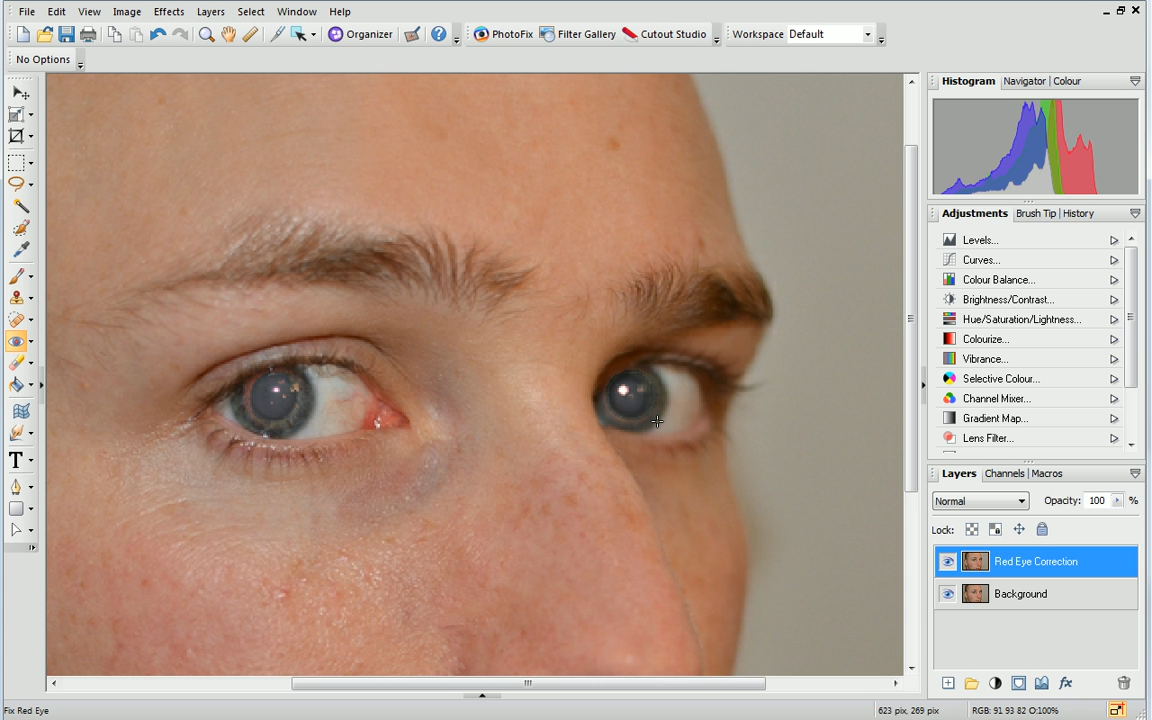 File Edit View Image Effects Layers Select Window Help
Organizer PhotoFix Filter Gallery Cutout Studio Workspace Default
No Options
Histogram Navigator | Colour
Adjustments Brush Tip | History
Levels...
Curves...
Colour Balance...
Brightness/Contrast...
Hue/Saturation/Lightness...
Colourize...
Vibrance...
Selective Colour...
Channel Mixer...
Gradient Map...
Lens Filter...
Layers Channels | Macros
Normal Opacity: 100 %
Lock:
Red Eye Correction
Background
Fix Red Eye 623 pix, 269 pix RGB: 91 93 82 O:100%